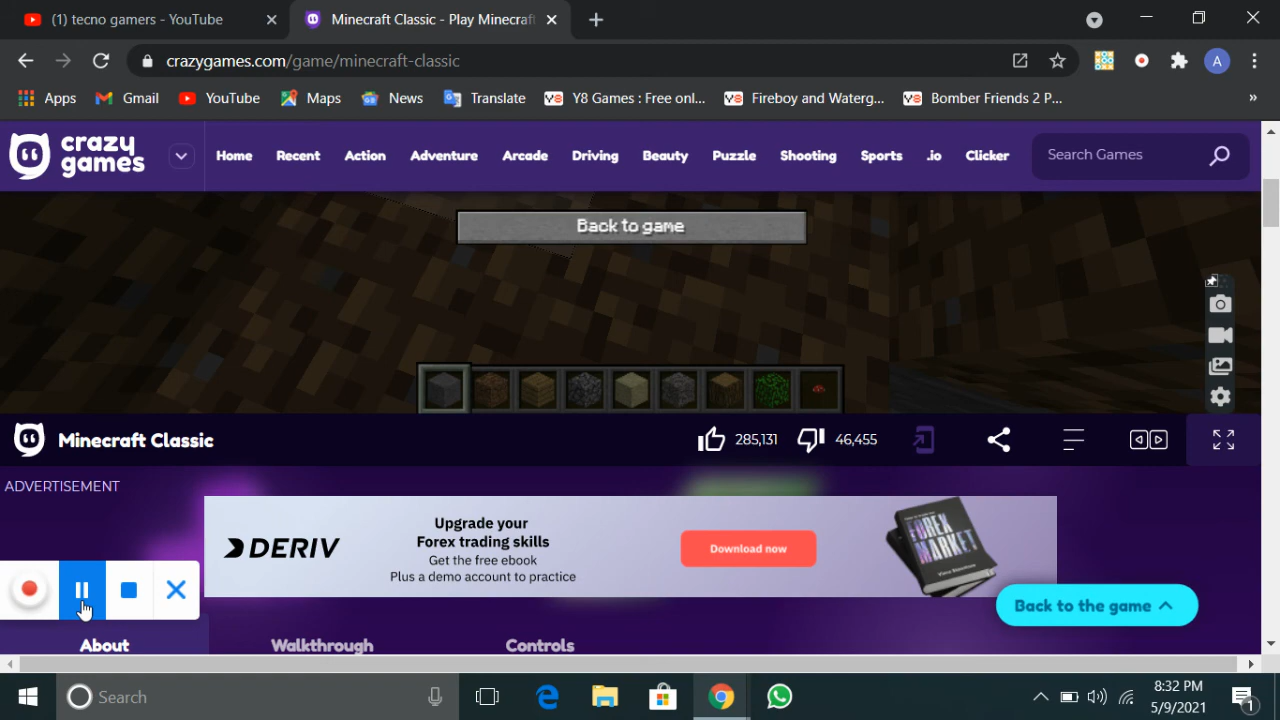 (1) tecno gamers - YouTube
Minecraft Classic - Play Minecraf
crazygames.com/game/minecraft-classic
A
Apps Gmail YouTube Maps News Translate Y8 Games : Free onl... Fireboy and Waterg... Bomber Friends 2 P... »
crazy
games
Home Recent Action Adventure Arcade Driving Beauty Puzzle Shooting Sports .io Clicker Search Games
Back to game
Minecraft Classic 285,131 46,455
ADVERTISEMENT
DERIV
Upgrade your
Forex trading skills
Get the free ebook
Plus a demo account to practice
Download now
FOREX
MARKET
Back to the game
About Walkthrough Controls
Search
8:32 PM
5/9/2021
1